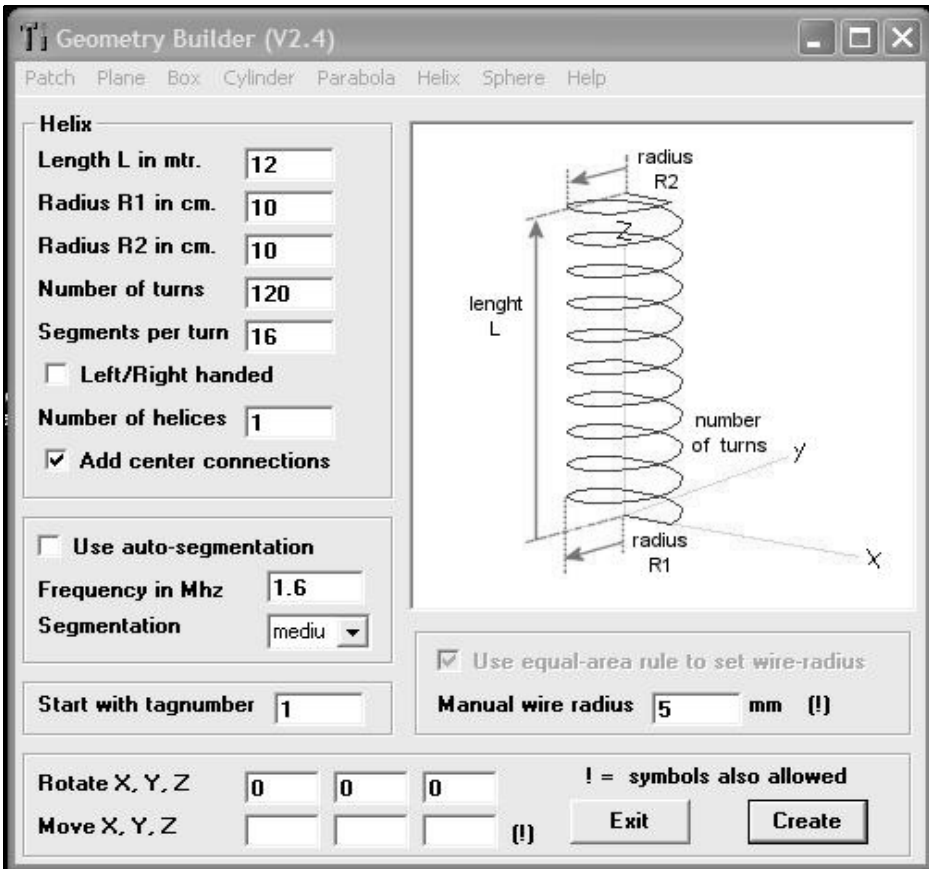 Geometry Builder (V2.4)
Patch Plane Box Cylinder Parabola Helix Sphere Help
Helix
Length L in mtr. 12
Radius R1 in cm. 10
Radius R2 in cm. 10
Number of turns 120
Segments per turn 16
Left/Right handed
Number of helices 1
Add center connections
radius
R2
Z
lenght
L
number
of turns
y
radius
R1
X
Use auto-segmentation
Frequency in Mhz 1.6
Segmentation mediu
Use equal-area rule to set wire-radius
Start with tagnumber 1
Manual wire radius 5 mm (!)
Rotate X, Y, Z 0 0 0
! = symbols also allowed
Move X, Y, Z (!)
Exit Create